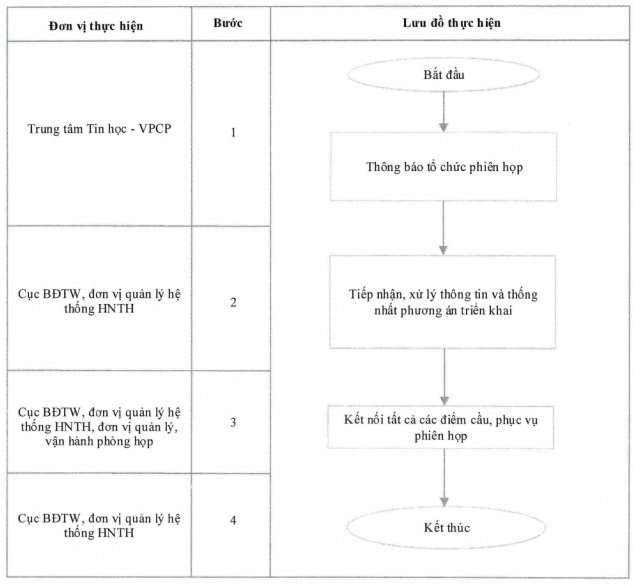 Đơn vị thực hiện
Bước
Lưu đồ thực hiện
Bắt đầu
Trung tâm Tin học - VPCP
1
Thông báo tổ chức phiên họp
Cục BĐTW, đơn vị quản lý hệ
thống HNTH
2
Tiếp nhận, xử lý thông tin và thống
nhất phương án triển khai
Cục BĐTW, đơn vị quản lý hệ
thống HNTH, đơn vị quản lý,
vận hành phòng họp
3
Kết nối tất cả các điểm cầu, phục vụ
phiên họp
Cục BĐTW, đơn vị quản lý hệ
thống HNTH
4
Kết thúc